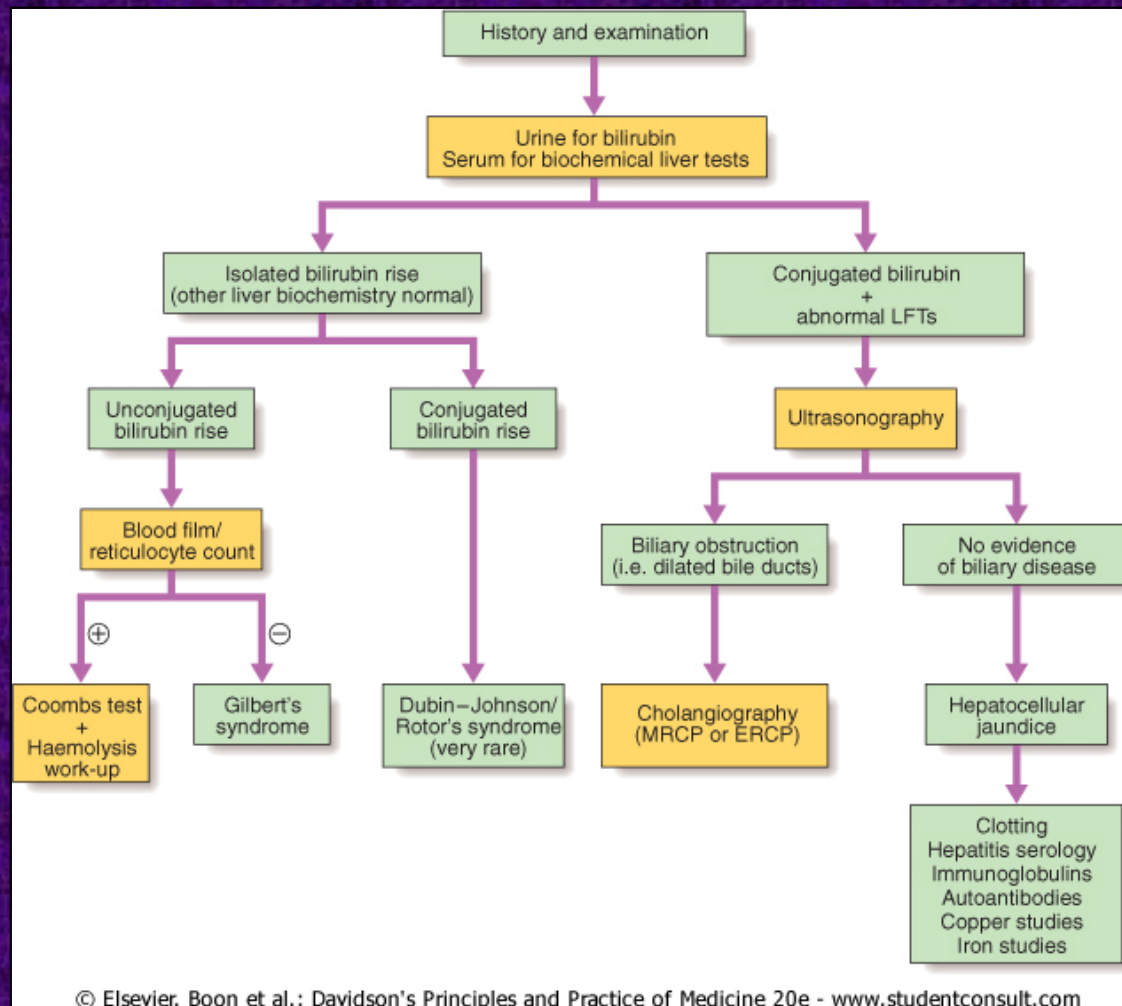 History and examination
Urine for bilirubin
Serum for biochemical liver tests
Isolated bilirubin rise
(other liver biochemistry normal)
Conjugated bilirubin
+
abnormal LFTs
Unconjugated
bilirubin rise
Conjugated
bilirubin rise
Ultrasonography
Blood film/
reticulocyte count
Biliary obstruction
(i.e. dilated bile ducts)
No evidence
of biliary disease
+
−
Coombs test
+
Haemolysis
work-up
Gilbert's
syndrome
Dubin–Johnson/
Rotor's syndrome
(very rare)
Cholangiography
(MRCP or ERCP)
Hepatocellular
jaundice
Clotting
Hepatitis serology
Immunoglobulins
Autoantibodies
Copper studies
Iron studies
© Elsevier. Boon et al.: Davidson's Principles and Practice of Medicine 20e - www.studentconsult.com